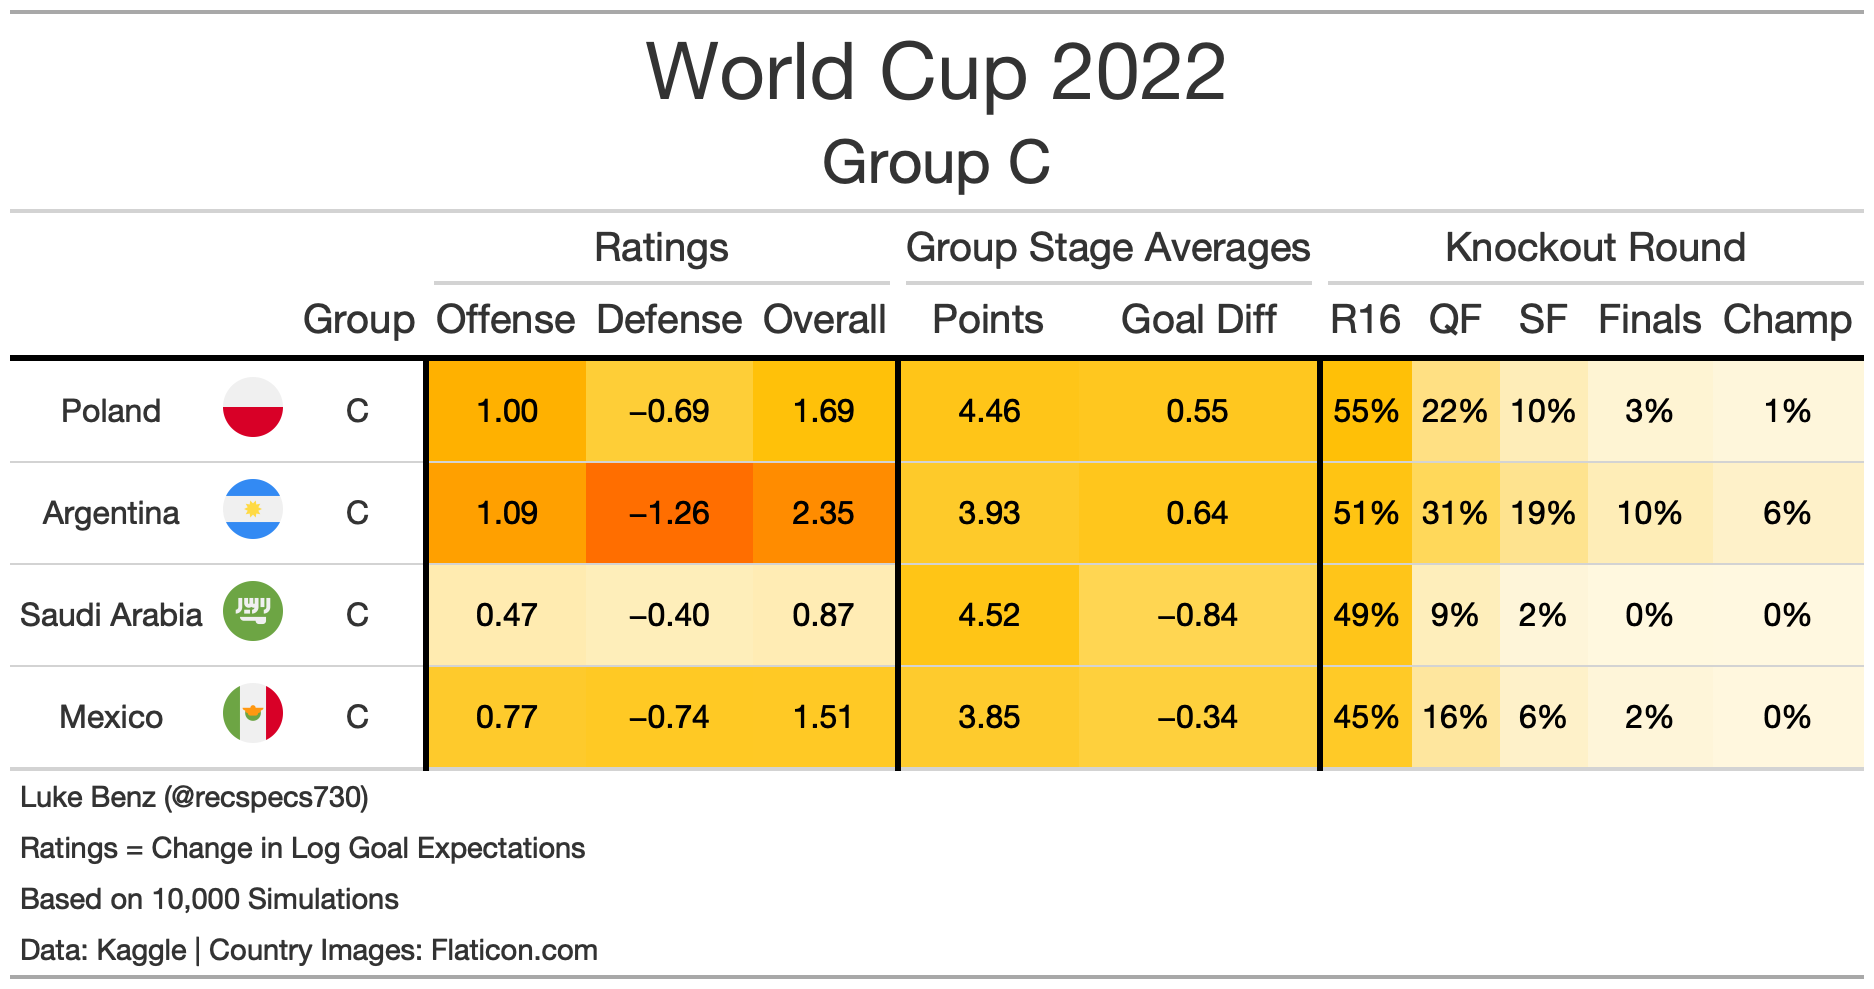 World Cup 2022
Group C
Ratings Group Stage Averages Knockout Round
Group Offense Defense Overall Points Goal Diff R16 QF SF Finals Champ
Poland C 1.00 −0.69 1.69 4.46 0.55 55% 22% 10% 3% 1%
Argentina C 1.09 −1.26 2.35 3.93 0.64 51% 31% 19% 10% 6%
Saudi Arabia C 0.47 −0.40 0.87 4.52 −0.84 49% 9% 2% 0% 0%
Mexico C 0.77 −0.74 1.51 3.85 −0.34 45% 16% 6% 2% 0%
Luke Benz (@recspecs730)
Ratings = Change in Log Goal Expectations
Based on 10,000 Simulations
Data: Kaggle | Country Images: Flaticon.com